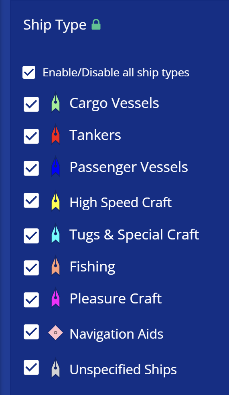 Ship Type
Enable/Disable all ship types
Cargo Vessels
Tankers
Passenger Vessels
High Speed Craft
Tugs & Special Craft
Fishing
Pleasure Craft
Navigation Aids
Unspecified Ships